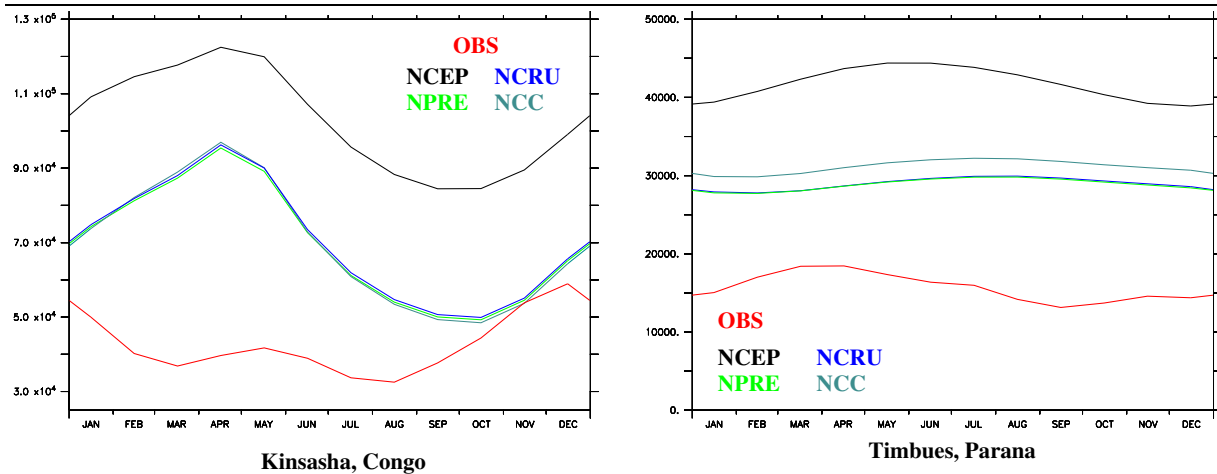 1.3 x10⁵
1.1 x10⁵
9.0 x10⁴
7.0 x10⁴
5.0 x10⁴
3.0 x10⁴
OBS
NCEP NCRU
NPRE NCC
JAN FEB MAR APR MAY JUN JUL AUG SEP OCT NOV DEC
Kinsasha, Congo
50000.
40000.
30000.
20000.
10000.
0.
OBS
NCEP NCRU
NPRE NCC
JAN FEB MAR APR MAY JUN JUL AUG SEP OCT NOV DEC
Timbues, Parana